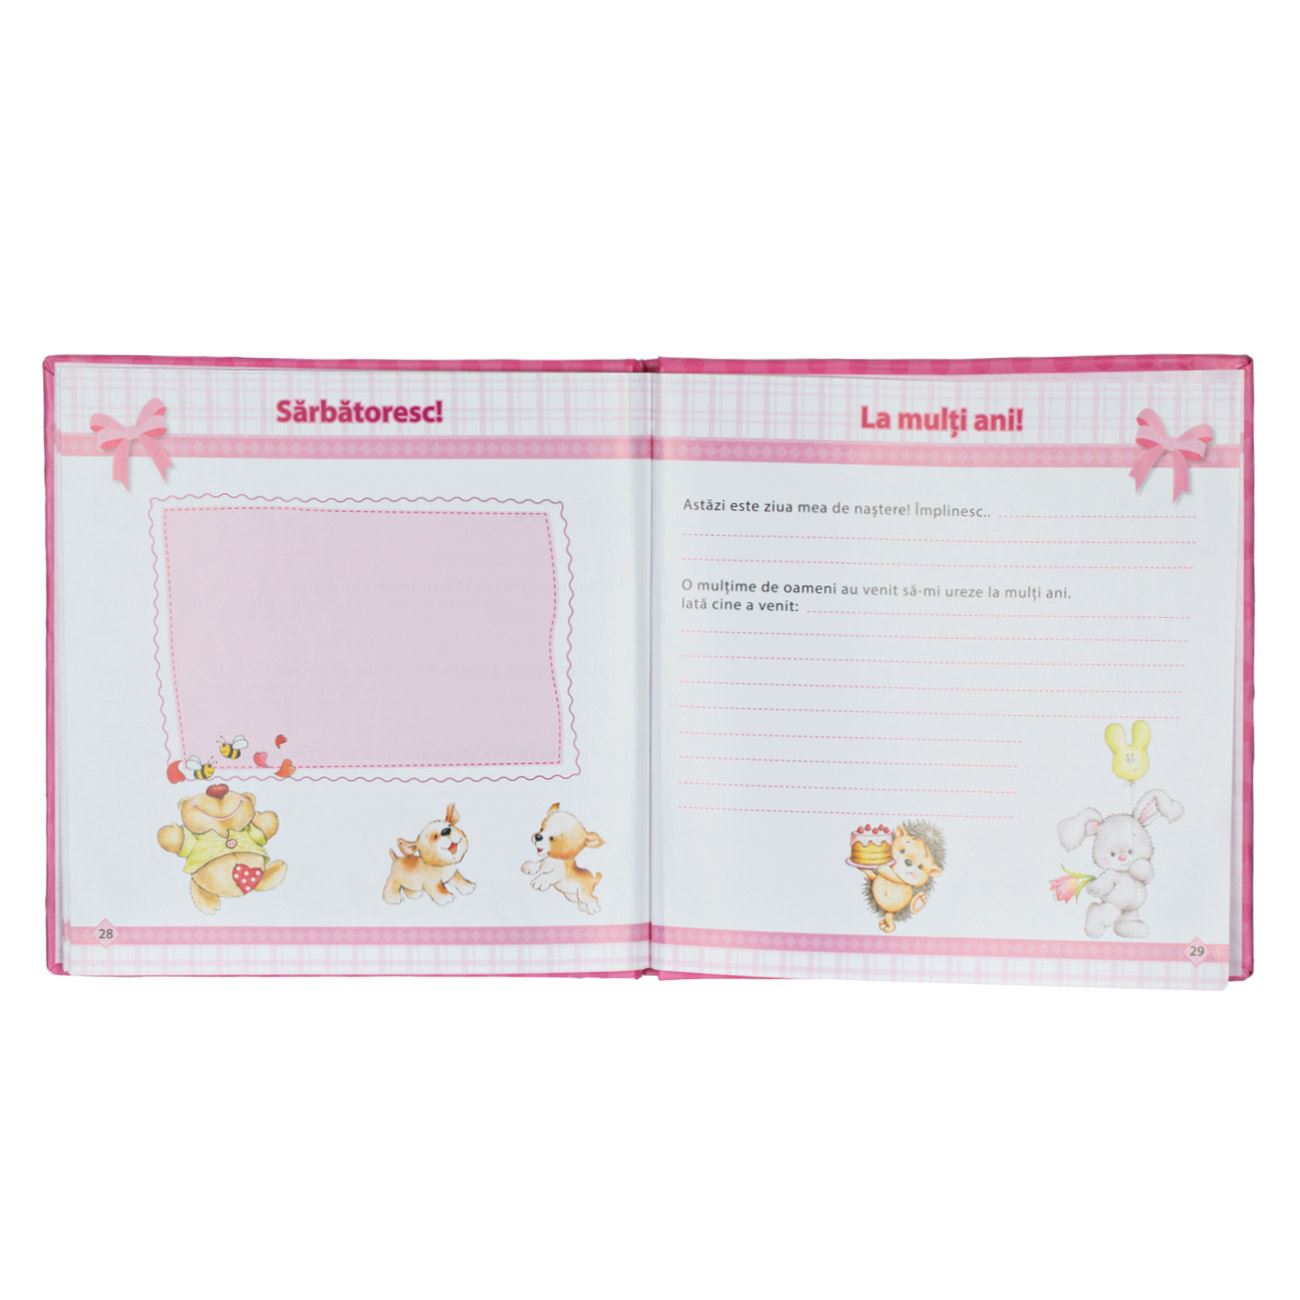 Sărbătoresc!
28
La mulți ani!
Astăzi este ziua mea de naștere! Împlinesc..
O mulțime de oameni au venit să-mi ureze la mulți ani.
Iată cine a venit:
29